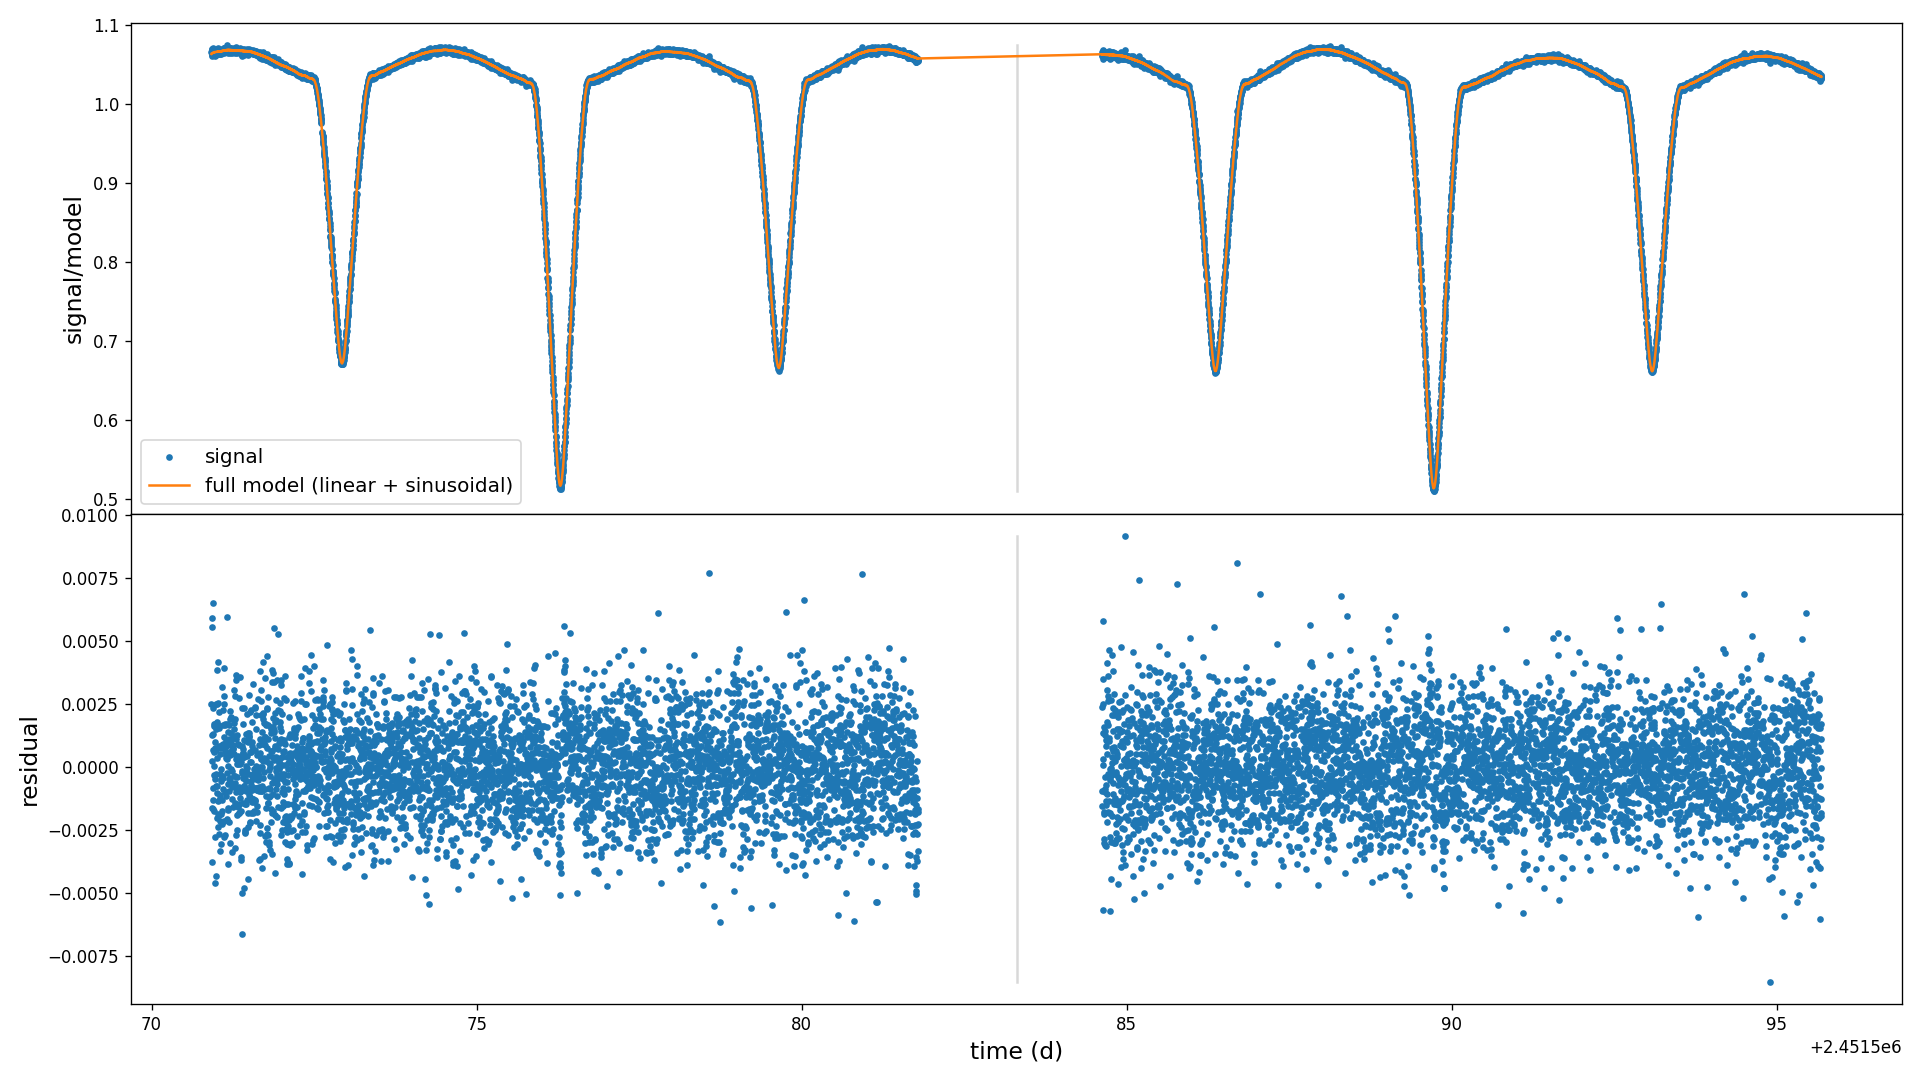 1.1
1.0
0.9
0.8
0.7
0.6
0.5
signal/model
signal
full model (linear + sinusoidal)
0.0100
0.0075
0.0050
0.0025
0.0000
−0.0025
−0.0050
−0.0075
residual
70 75 80 85 90 95
time (d)
+2.4515e6